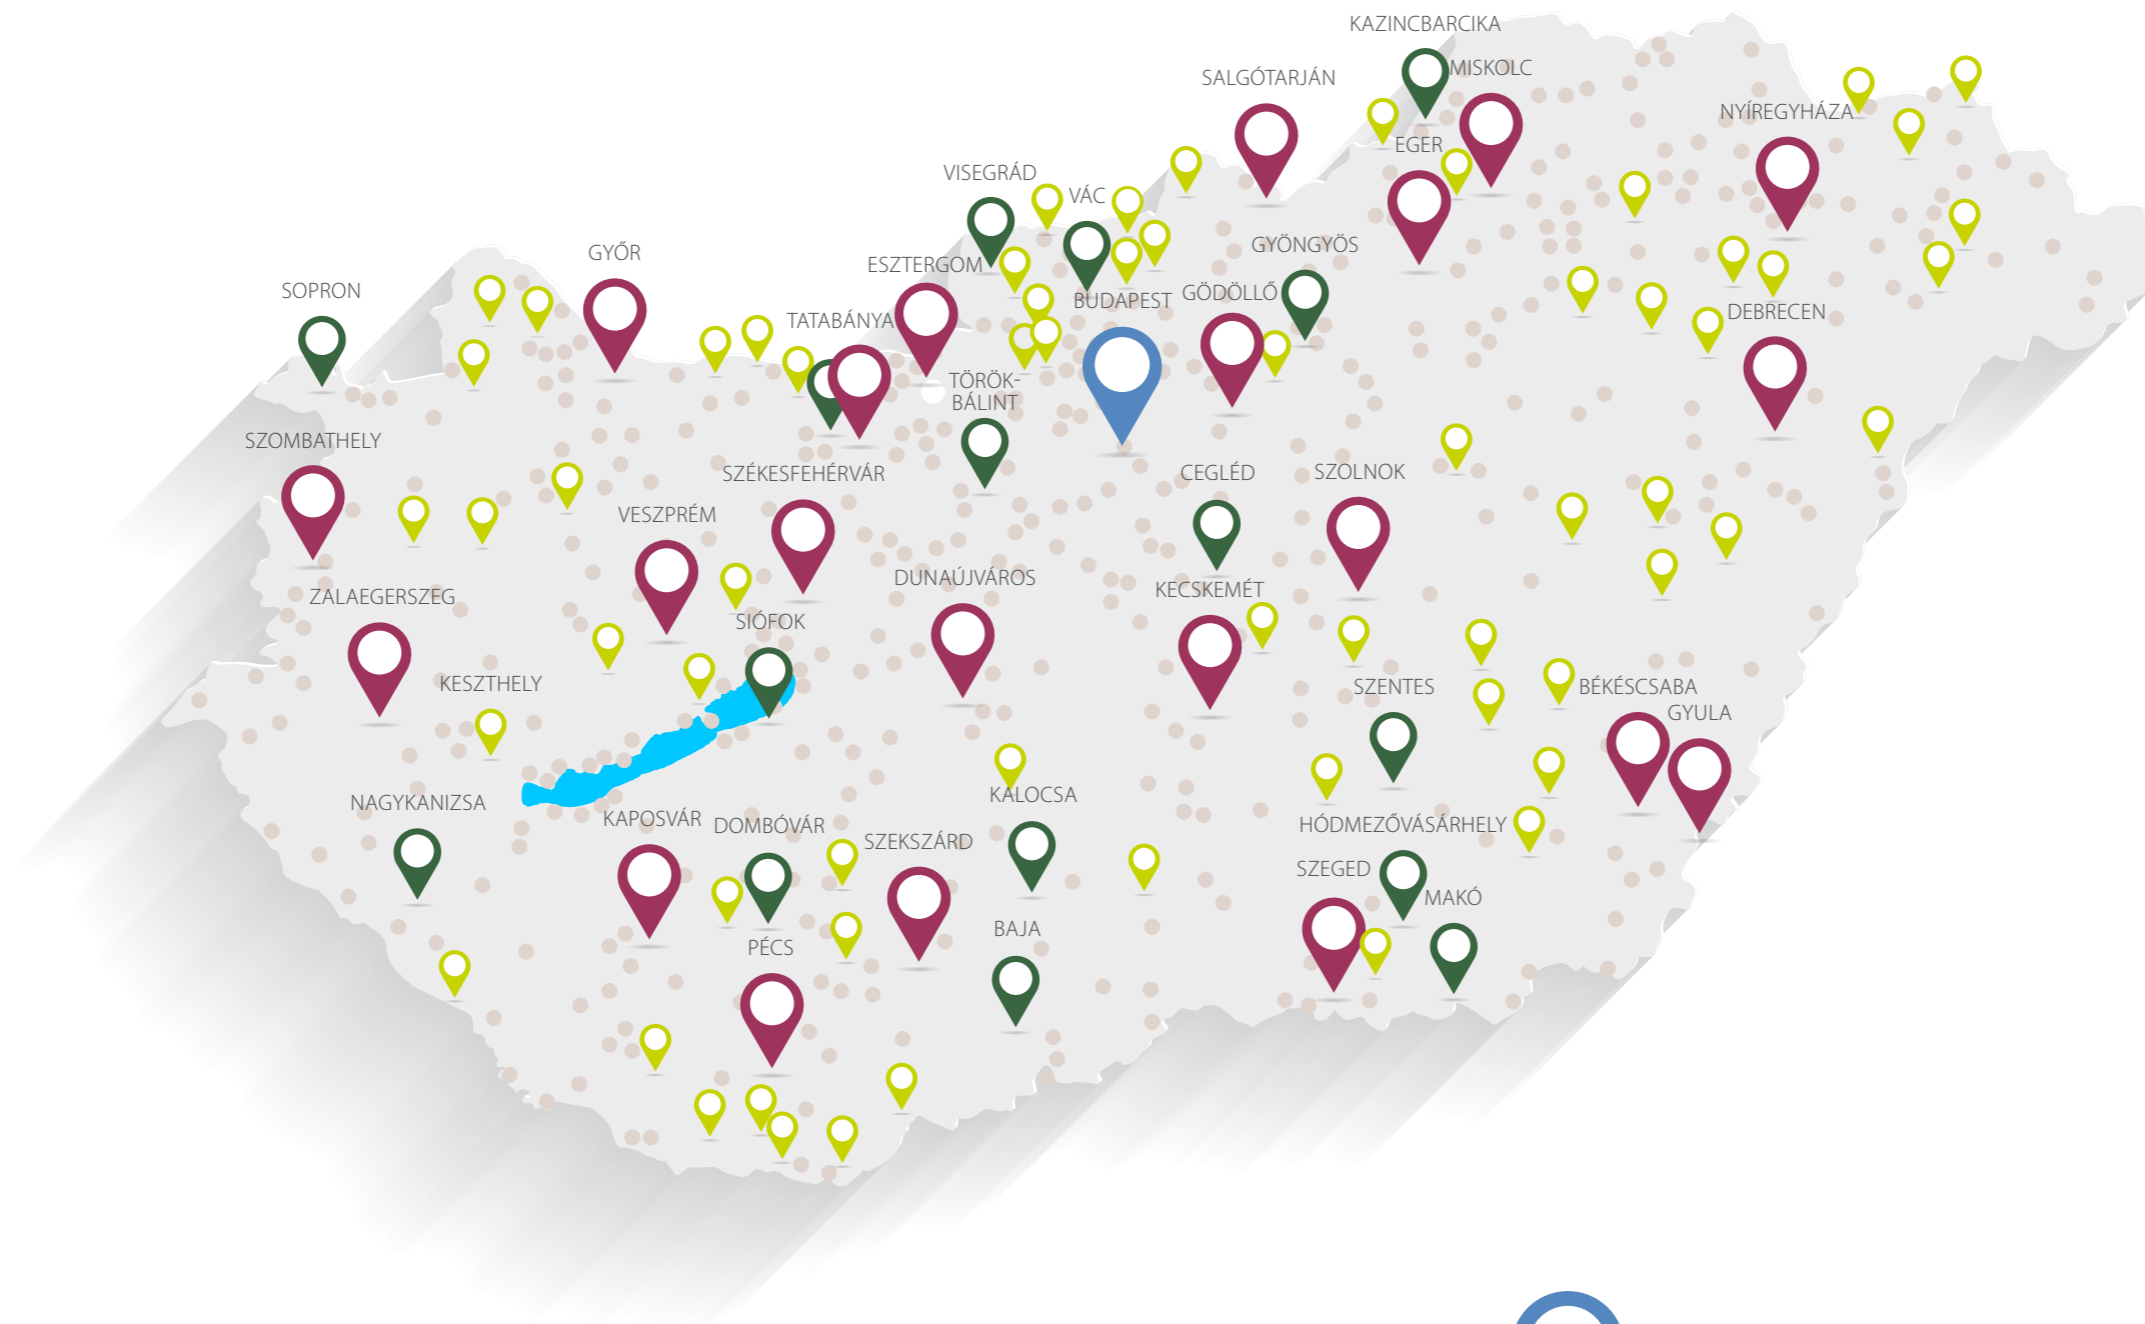 KAZINCBARCIKA
MISKOLC
SALGÓTARJÁN
NYÍREGYHÁZA
EGER
VISEGRÁD
VÁC
GYÖNGYÖS
GYŐR
ESZTERGOM
SOPRON
BUDAPEST
GÖDÖLLŐ
TATABÁNYA
DEBRECEN
TÖRÖK-
BÁLINT
SZOMBATHELY
SZÉKESFEHÉRVÁR
CEGLÉD
SZOLNOK
VESZPRÉM
DUNAÚJVÁROS
KECSKEMÉT
ZALAEGERSZEG
SIÓFOK
KESZTHELY
SZENTES
BÉKÉSCSABA
GYULA
KALOCSA
NAGYKANIZSA
KAPOSVÁR
DOMBÓVÁR
HÓDMEZŐVÁSÁRHELY
SZEKSZÁRD
SZEGED
MAKÓ
BAJA
PÉCS